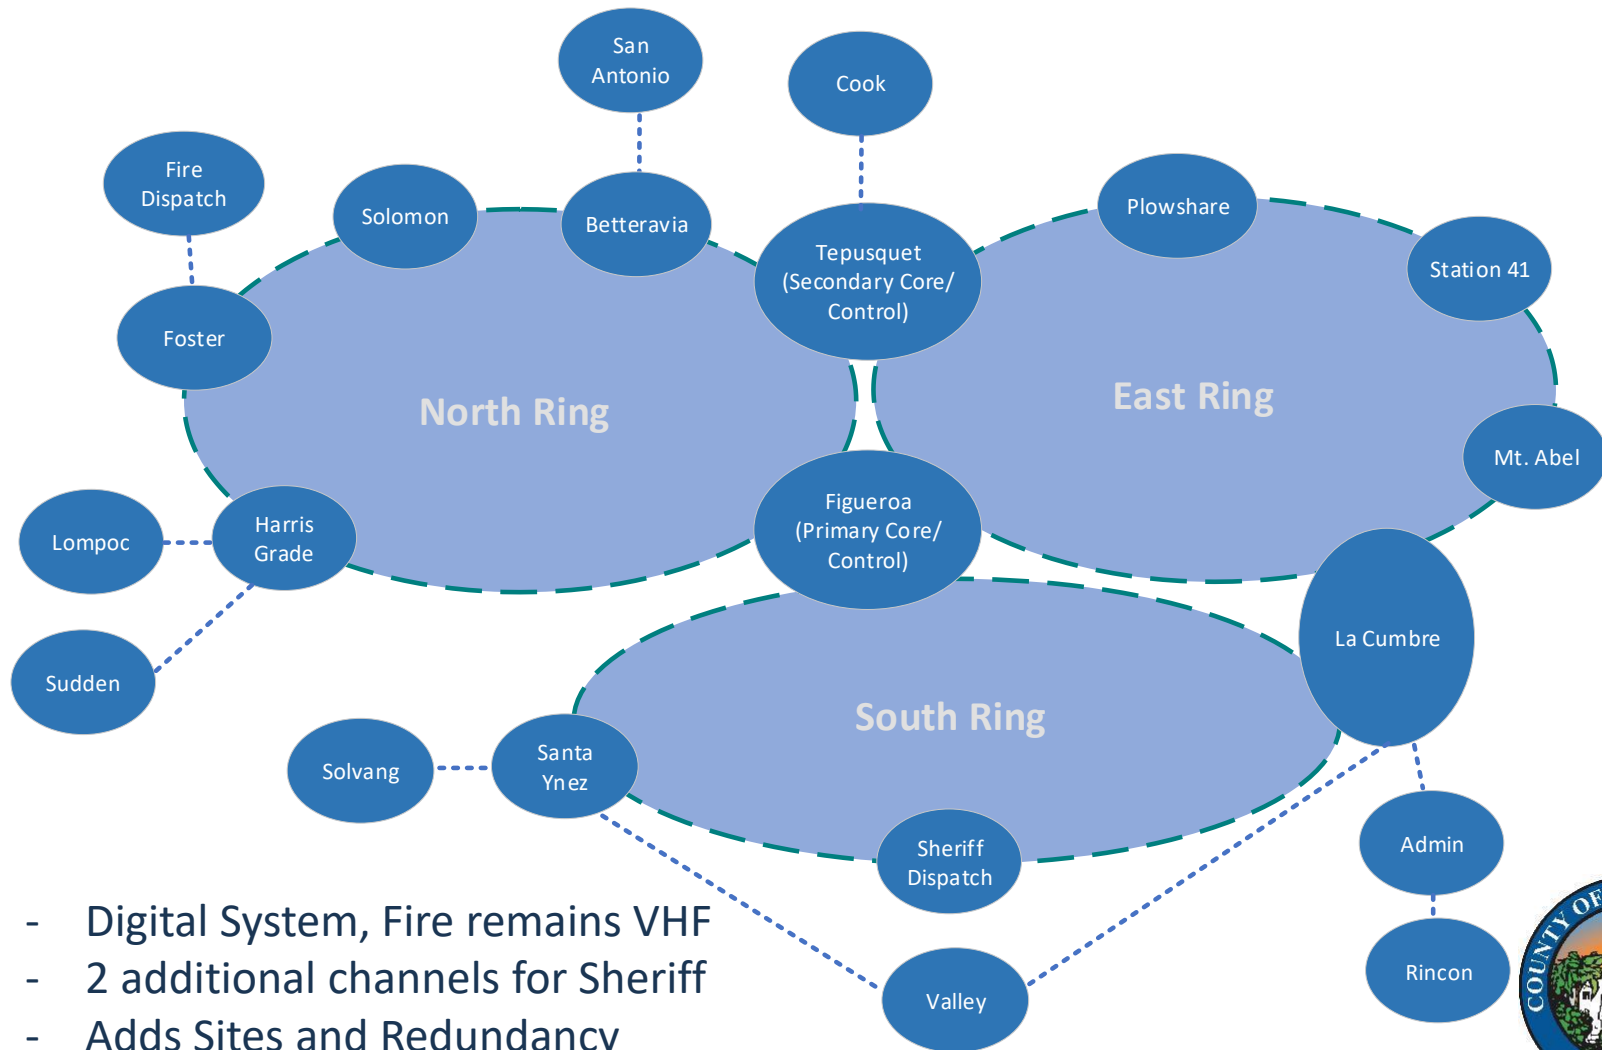 San
Antonio
Cook
Fire
Dispatch
Solomon
Betteravia
Plowshare
Tepusquet
(Secondary Core/
Control)
Station 41
Foster
North Ring
East Ring
Mt. Abel
Figueroa
(Primary Core/
Control)
Harris
Grade
Lompoc
La Cumbre
Sudden
South Ring
Santa
Ynez
Solvang
Sheriff
Dispatch
Admin
Valley
Rincon
- Digital System, Fire remains VHF
- 2 additional channels for Sheriff
- Adds Sites and Redundancy
COUNTY OF